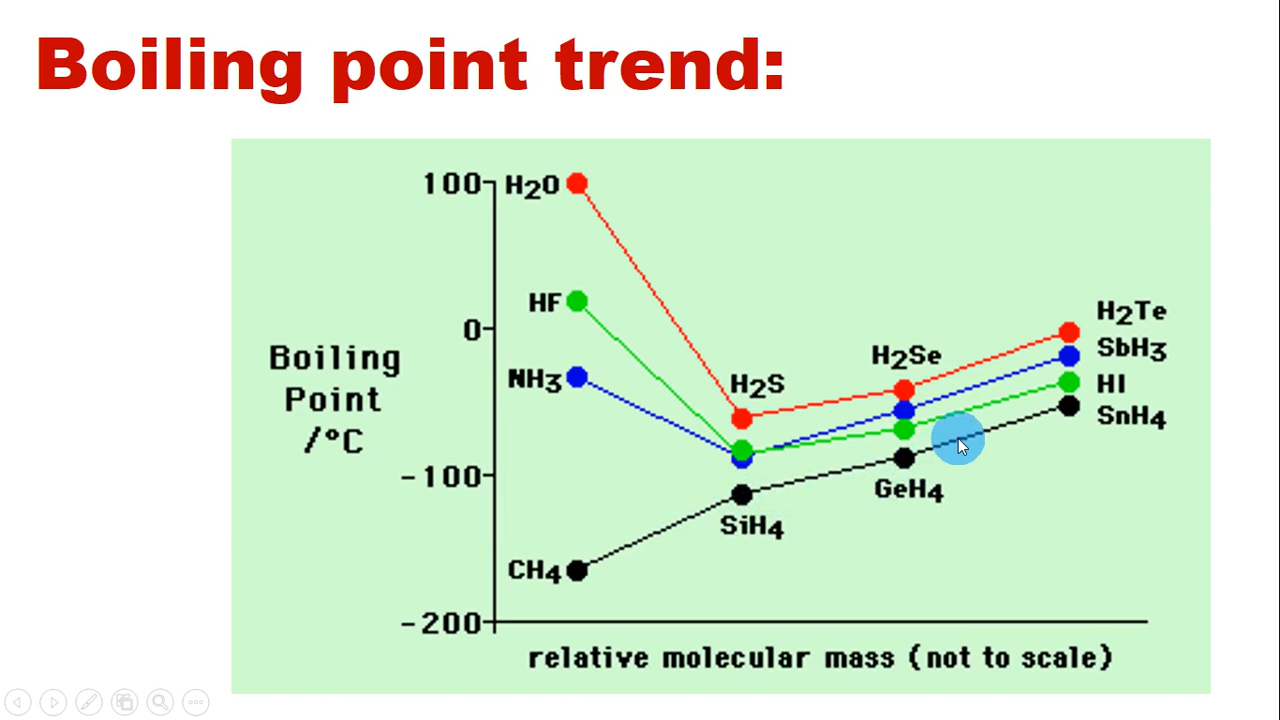 Boiling point trend:
100
H₂O
HF
0
H₂Te
Boiling
Point
/°C
NH₃
H₂S
H₂Se
SbH₃
HI
SnH₄
-100
SiH₄
GeH₄
CH₄
-200
relative molecular mass (not to scale)